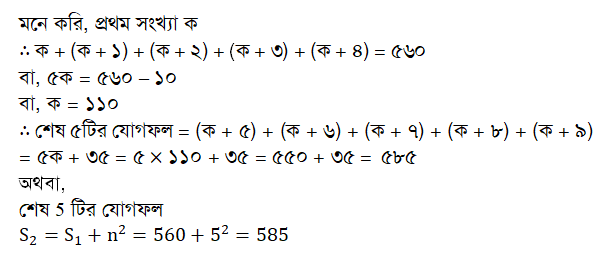 মনে করি, প্রথম সংখ্যা ক
∴ ক + (ক + ১) + (ক + ২) + (ক + ৩) + (ক + ৪) = ৫৬০
বা, ৫ক = ৫৬০ – ১০
বা, ক = ১১০
∴ শেষ ৫টির যোগফল = (ক + ৫) + (ক + ৬) + (ক + ৭) + (ক + ৮) + (ক + ৯)
= ৫ক + ৩৫ = ৫ × ১১০ + ৩৫ = ৫৫০ + ৩৫ = ৫৮৫
অথবা,
শেষ 5 টির যোগফল
S₂ = S₁ + n² = 560 + 5² = 585